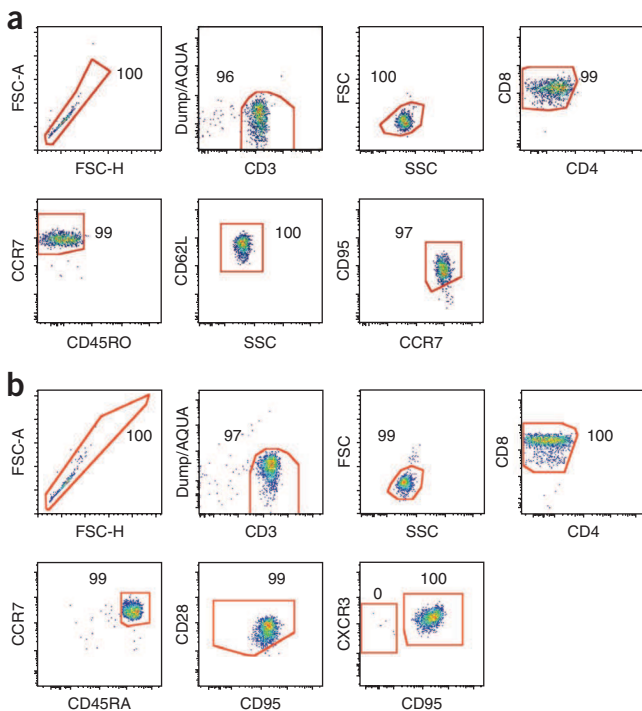 a
FSC-A
100
FSC-H
Dump/AQUA
96
CD3
FSC
100
SSC
CD8
99
CD4
CCR7
99
CD45RO
CD62L
100
SSC
CD95
97
CCR7
b
FSC-A
100
FSC-H
Dump/AQUA
97
CD3
FSC
99
SSC
CD8
100
CD4
CCR7
99
CD45RA
CD28
99
CD95
CXCR3
0
100
CD95